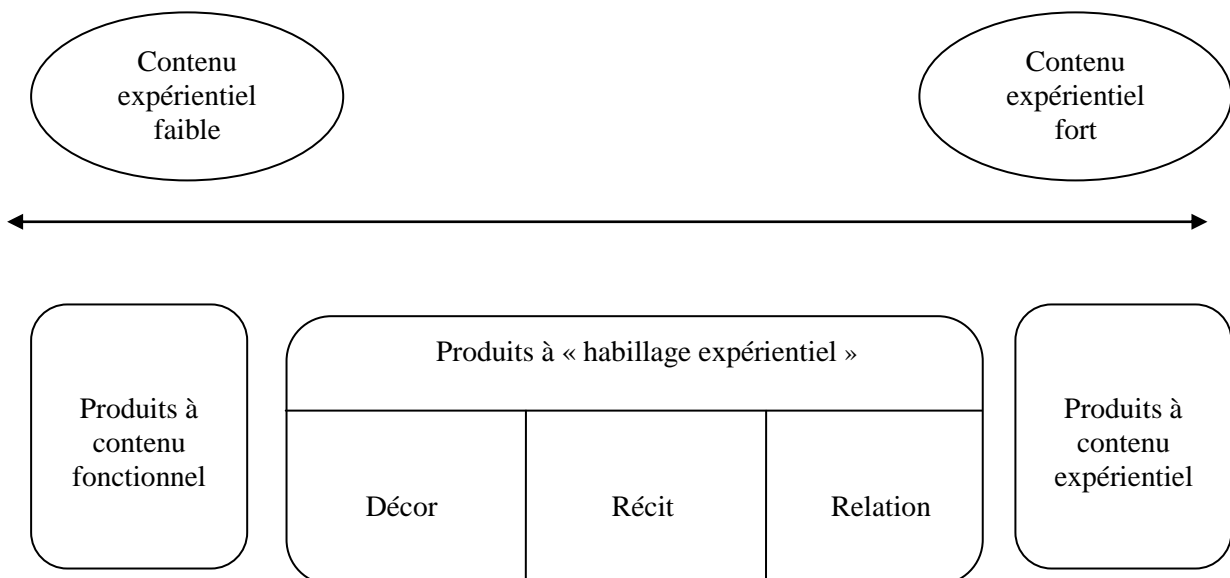 Contenu
expérientiel
faible
Contenu
expérientiel
fort
Produits à
contenu
fonctionnel
Produits à « habillage expérientiel »
Décor
Récit
Relation
Produits à
contenu
expérientiel